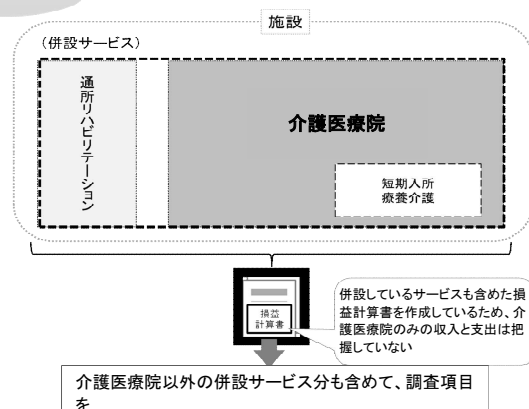 施設
（併設サービス）
通所リハビリテーション
介護医療院
短期入所
療養介護
損益
計算書
併設しているサービスも含めた損
益計算書を作成しているため、介
護医療院のみの収入と支出は把
握していない
介護医療院以外の併設サービス分も含めて、調査項目
を